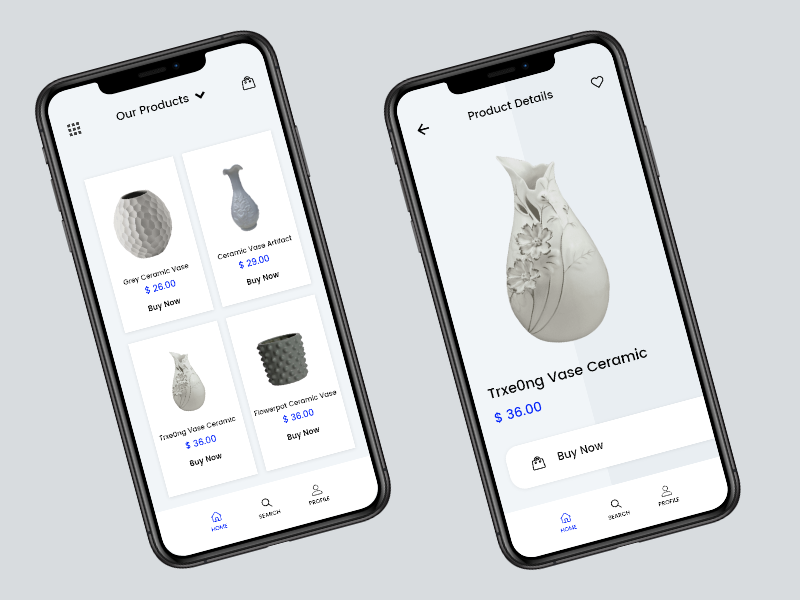 Our Products
Grey Ceramic Vase
$ 26.00
Buy Now
Ceramic Vase Artifact
$ 29.00
Buy Now
Trxe0ng Vase Ceramic
$ 36.00
Buy Now
Flowerpot Ceramic Vase
$ 36.00
Buy Now
HOME
SEARCH
PROFILE
Product Details
Trxe0ng Vase Ceramic
$ 36.00
Buy Now
HOME
SEARCH
PROFILE